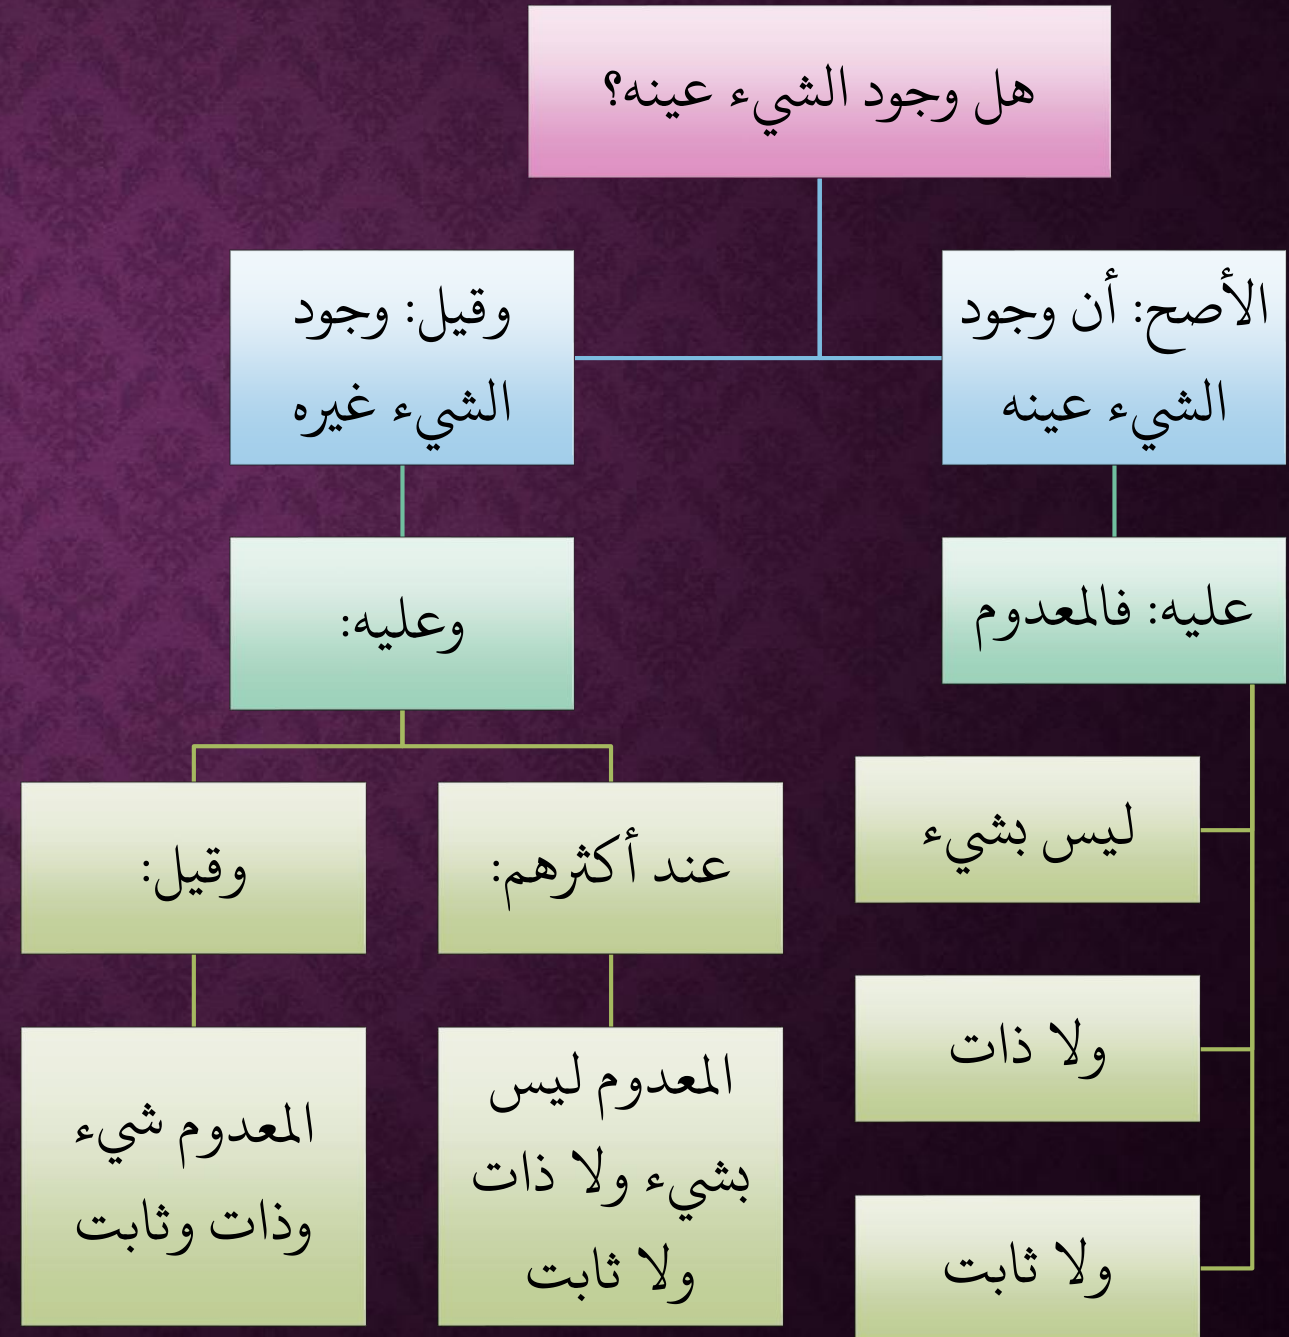 هل وجود الشيء عينه؟
الأصح: أن وجود
الشيء عينه
وقيل: وجود
الشيء غيره
عليه: فالمعدوم
وعليه:
ليس بشيء
ولا ذات
ولا ثابت
عند أكثرهم:
المعدوم ليس
بشيء ولا ذات
ولا ثابت
وقيل:
المعدوم شيء
وذات وثابت